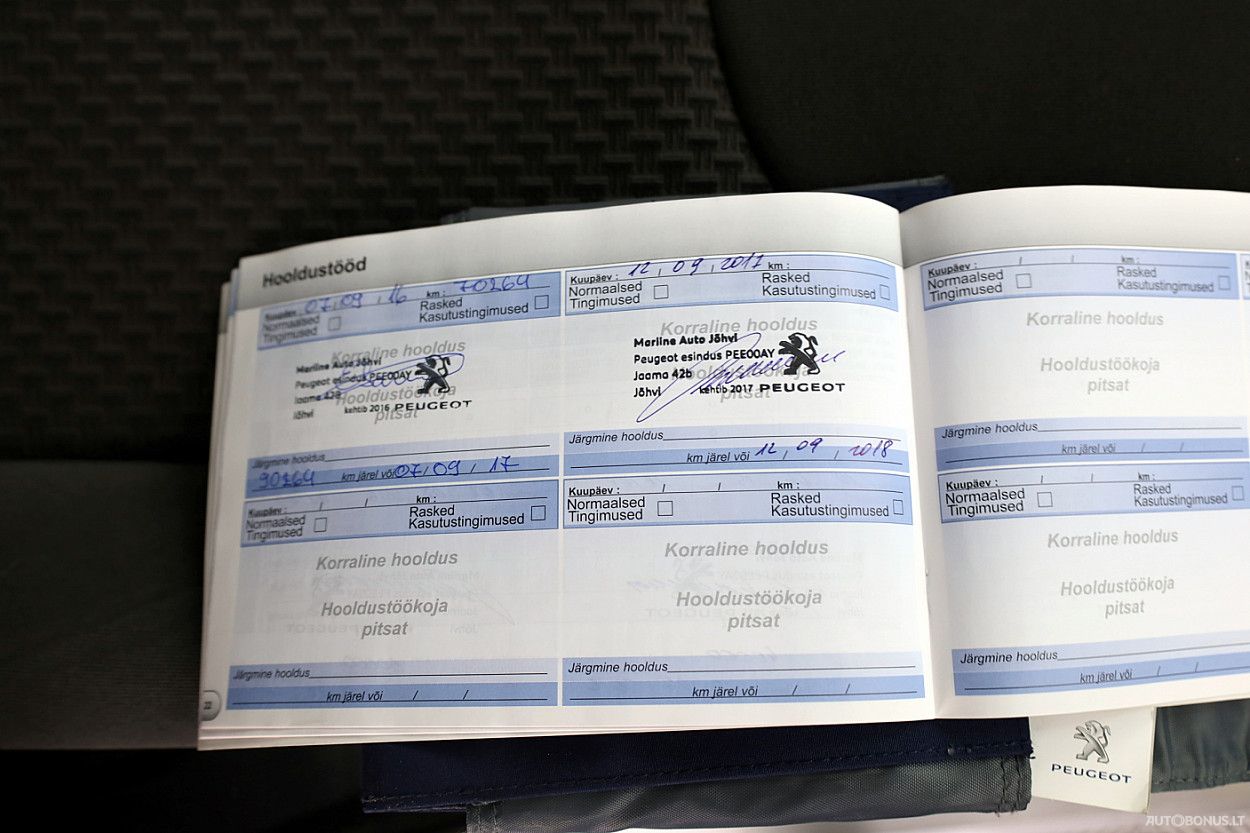 Hooldustööd
Kuupäev : 07, 09, 16 km : 70264
Normaalsed Tingimused
Rasked Kasutustingimused
Korraline hooldus
Hooldustöökoja pitsat
Mariine Auto Jõhvi
Peugeot esindus PEE00AY
Jaama 42b
Jõhvi kehtib 2016 PEUGEOT
Järgmine hooldus
90264 km järel või 07, 09, 17
Kuupäev : 12, 09, 2017 km :
Normaalsed Tingimused
Rasked Kasutustingimused
Korraline hooldus
Hooldustöökoja pitsat
Mariine Auto Jõhvi
Peugeot esindus PEE00AY
Jaama 42b
Jõhvi kehtib 2017 PEUGEOT
Järgmine hooldus
km järel või 12, 09, 2018
Kuupäev : / / km :
Normaalsed Tingimused
Rasked Kasutustingimused
Korraline hooldus
Hooldustöökoja
pitsat
Järgmine hooldus
km järel või / /
Kuupäev : / / km :
Normaalsed Tingimused
Rasked Kasutustingimused
Korraline hooldus
Hooldustöökoja
pitsat
Järgmine hooldus
km järel või / /
22
Kuupäev : / / km :
Normaalsed Tingimused
Rasked Kasutustingimused
Korraline hooldus
Hooldustöökoja
pitsat
Järgmine hooldus
km järel või / /
Kuupäev : / / km :
Normaalsed Tingimused
Rasked Kasutustingimused
Korraline hooldus
Hooldustöökoja
pitsat
Järgmine hooldus
km järel või / /
PEUGEOT
AUTOBONUS.LT